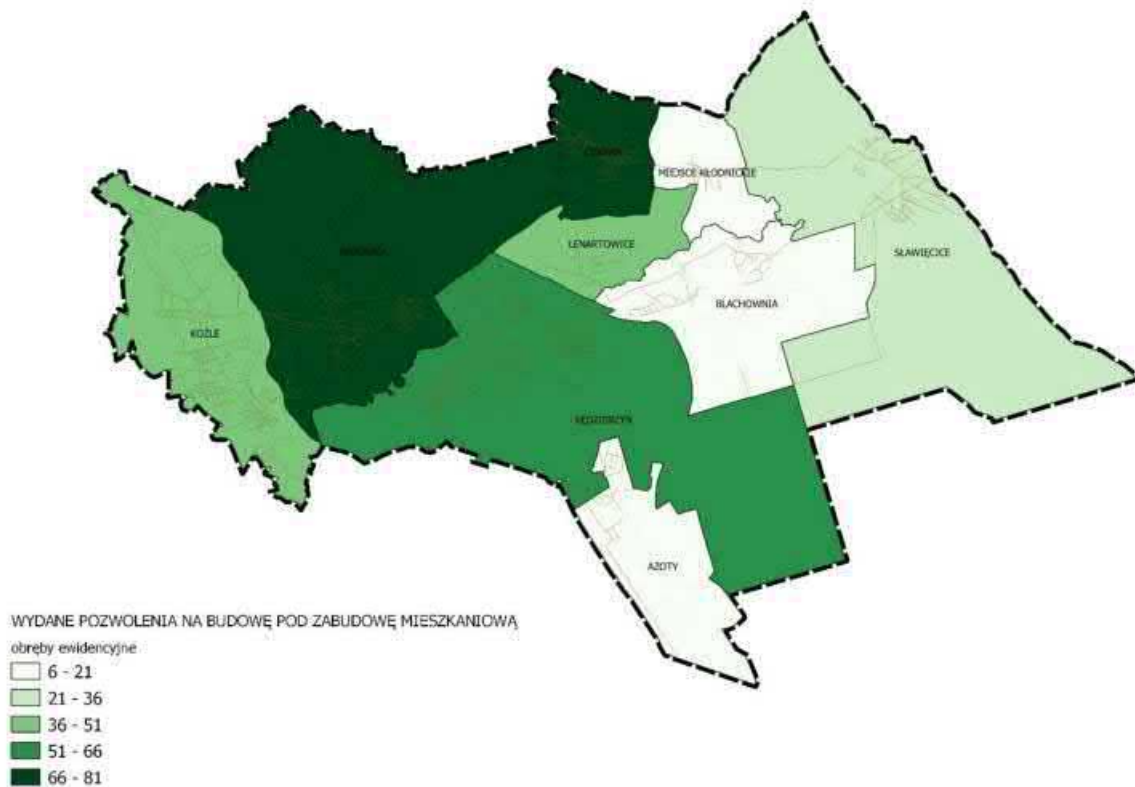 MIEJSCE KŁODNICKIE
LENARTOWICE
SŁAWIĘCICE
BLACHOWNIA
KOŹLE
KĘDZIERZYN
AZOTY
WYDANE POZWOLENIA NA BUDOWĘ POD ZABUDOWĘ MIESZKANIOWĄ
obręby ewidencyjne
6 - 21
21 - 36
36 - 51
51 - 66
66 - 81